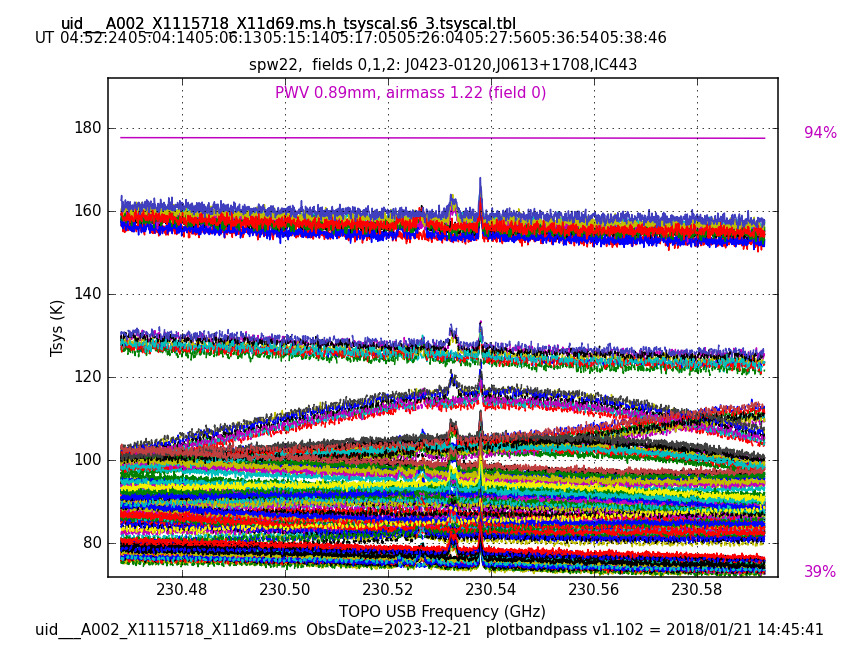 uid___A002_X1115718_X11d69.ms.h_tsyscal.s6_3.tsyscal.tbl
UT 04:52:24 05:04:14 05:06:13 05:15:14 05:17:05 05:26:04 05:27:56 05:36:54 05:38:46
spw22, fields 0,1,2: J0423-0120,J0613+1708,IC443
PWV 0.89mm, airmass 1.22 (field 0)
180
94%
160
140
Tsys (K)
120
100
80
39%
230.48 230.50 230.52 230.54 230.56 230.58
TOPO USB Frequency (GHz)
uid___A002_X1115718_X11d69.ms ObsDate=2023-12-21 plotbandpass v1.102 = 2018/01/21 14:45:41